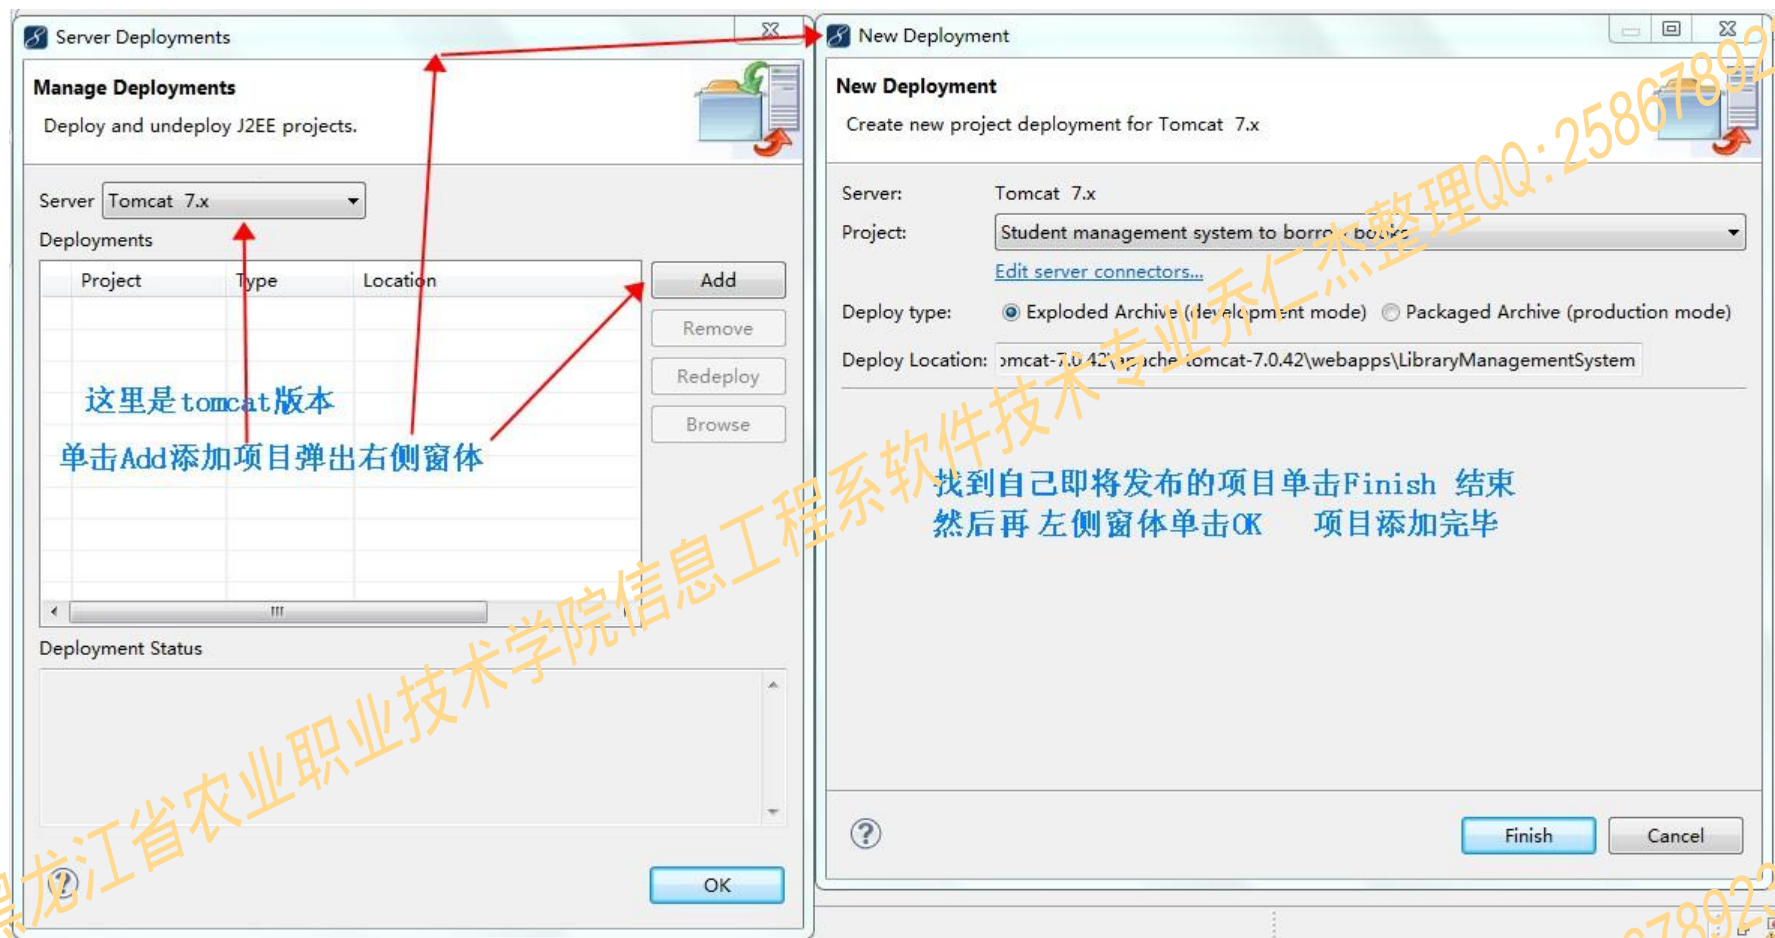 Server Deployments
Manage Deployments
Deploy and undeploy J2EE projects.
Server Tomcat 7.x
Deployments
Project Type Location
Add
Remove
Redeploy
Browse
这里是tomcat版本
单击Add添加项目弹出右侧窗体
Deployment Status
OK
New Deployment
New Deployment
Create new project deployment for Tomcat 7.x
Server: Tomcat 7.x
Project: Student management system to borrow books
Edit server connectors...
Deploy type: Exploded Archive (development mode) Packaged Archive (production mode)
Deploy Location: omcat-7.0.42\apache-tomcat-7.0.42\webapps\LibraryManagementSystem
找到自己即将发布的项目单击Finish 结束
然后再 左侧窗体单击OK 项目添加完毕
Finish
Cancel
黑龙江省农业职业技术学院信息工程系软件技术专业乔仁杰整理QQ:25867892